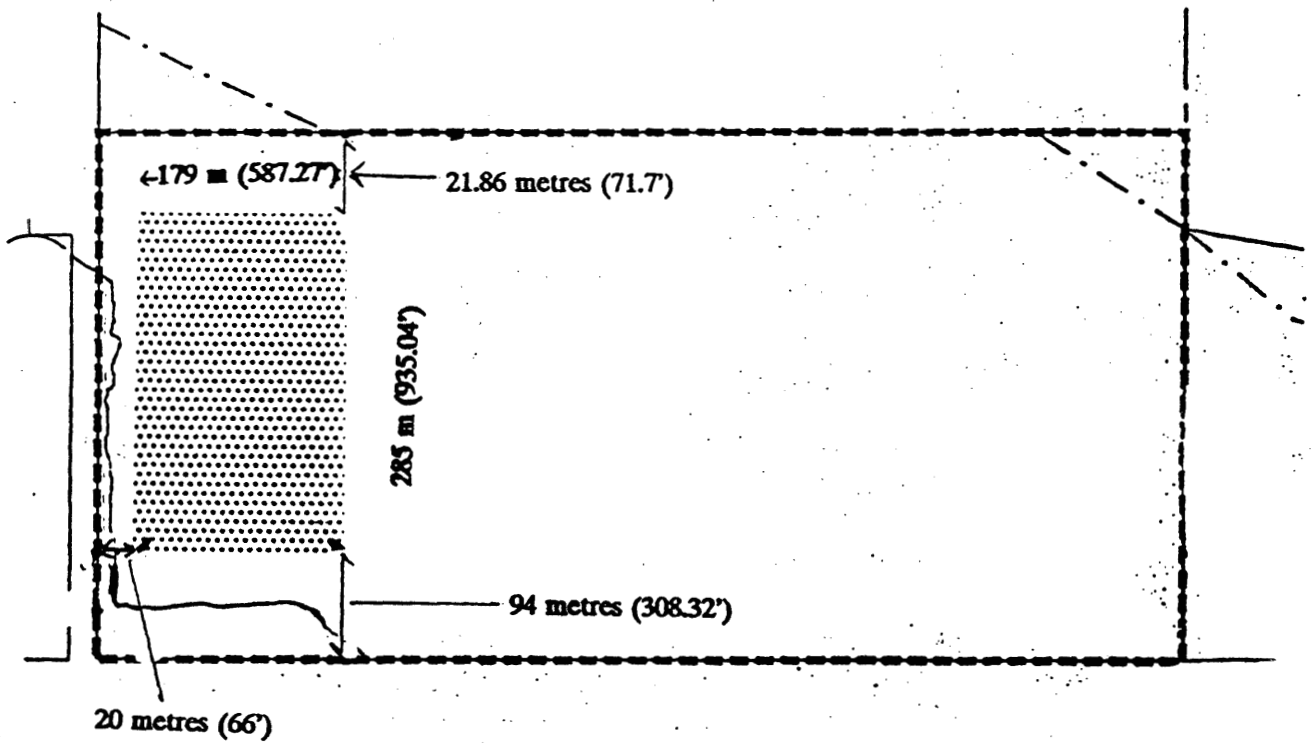 ←179 m (587.27')
21.86 metres (71.7')
285 m (935.04')
94 metres (308.32')
20 metres (66')